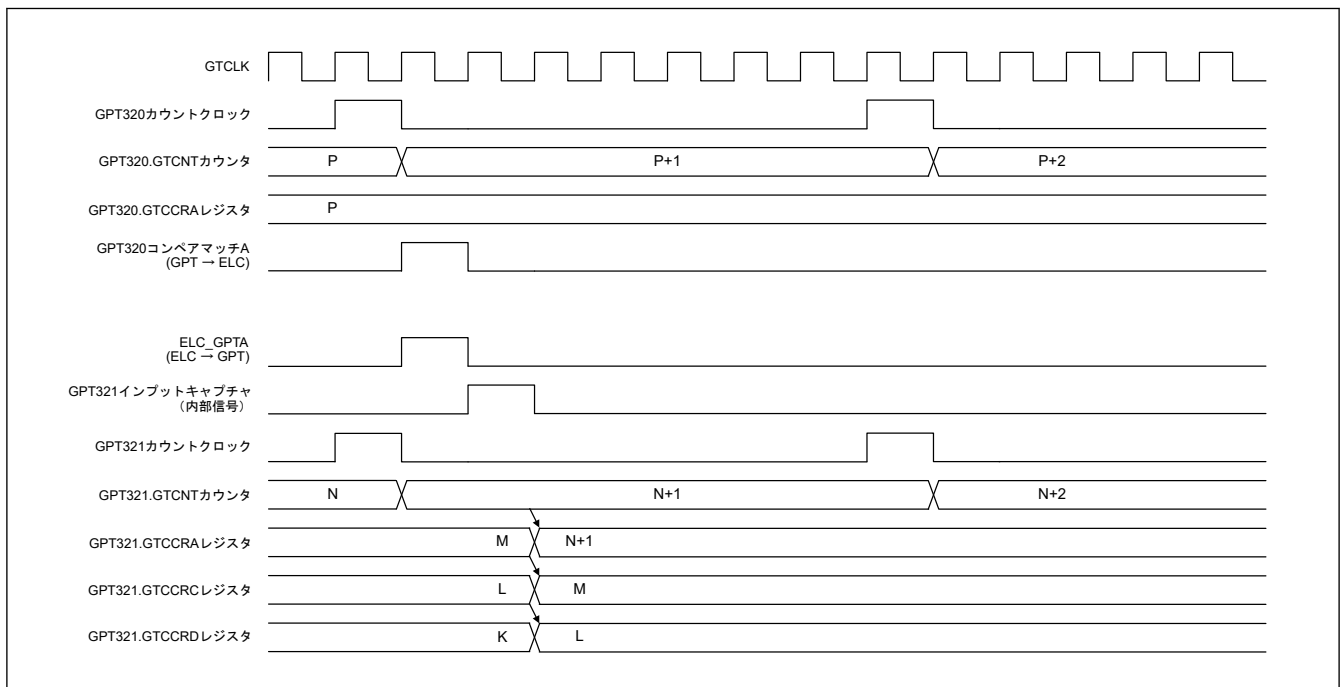 GTCLK
GPT320カウントクロック
GPT320.GTCNTカウンタ
P
P+1
P+2
GPT320.GTCCRAレジスタ
P
GPT320コンペアマッチA
(GPT → ELC)
ELC_GPTA
(ELC → GPT)
GPT321インプットキャプチャ
（内部信号）
GPT321カウントクロック
GPT321.GTCNTカウンタ
N
N+1
N+2
GPT321.GTCCRAレジスタ
M
N+1
GPT321.GTCCRCレジスタ
L
M
GPT321.GTCCRDレジスタ
K
L